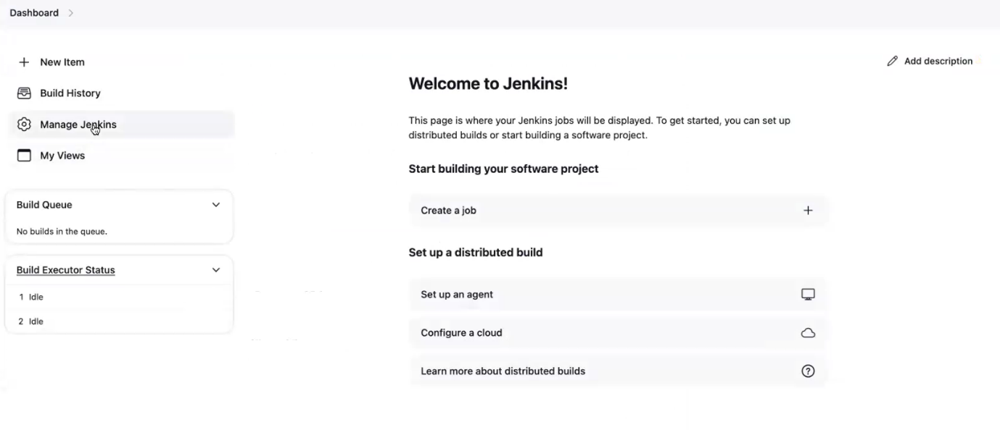 Dashboard
New Item
Build History
Manage Jenkins
My Views
Build Queue
No builds in the queue.
Build Executor Status
1 Idle
2 Idle
Add description
Welcome to Jenkins!
This page is where your Jenkins jobs will be displayed. To get started, you can set up
distributed builds or start building a software project.
Start building your software project
Create a job
Set up a distributed build
Set up an agent
Configure a cloud
Learn more about distributed builds